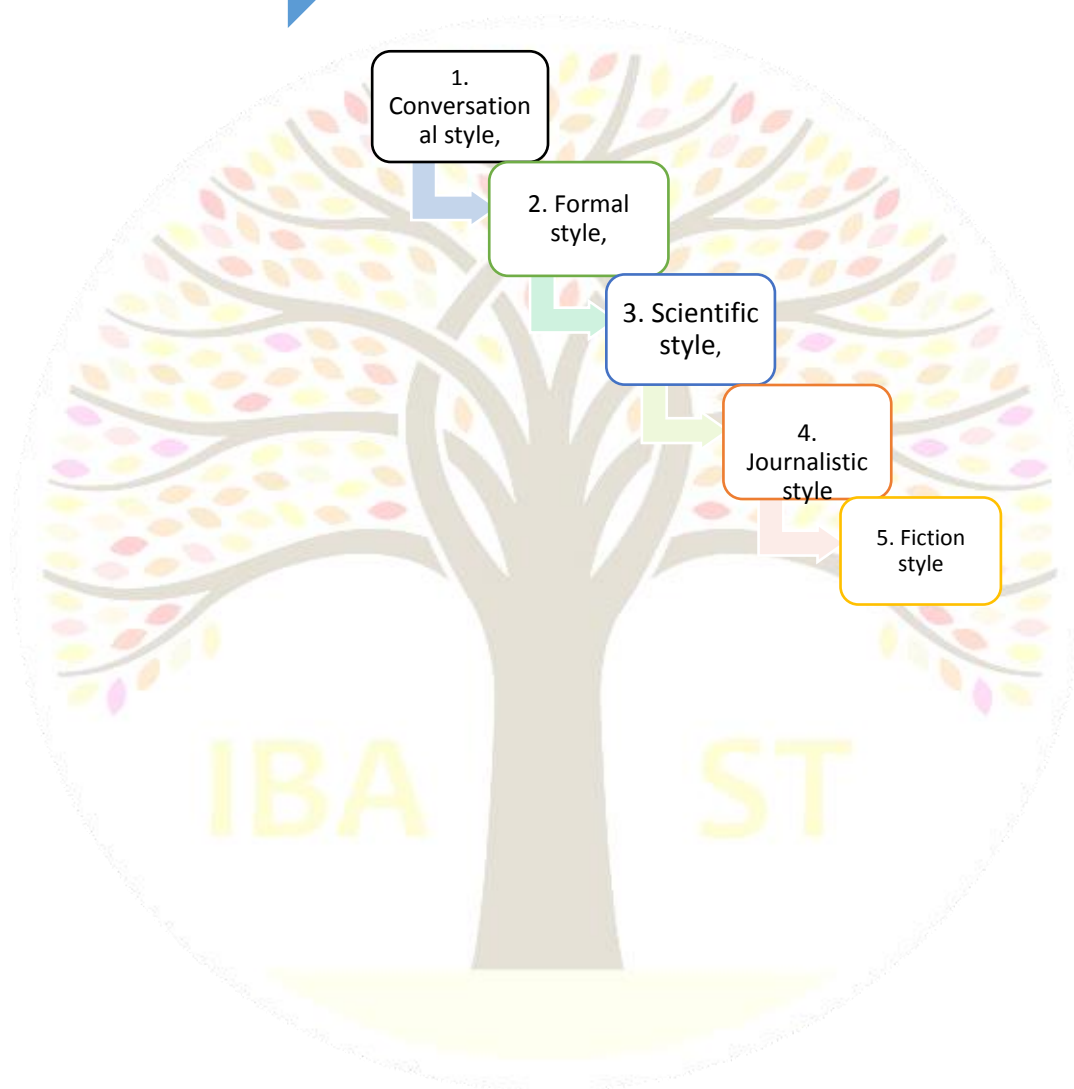 1.
Conversation
al style,
2. Formal
style,
3. Scientific
style,
4.
Journalistic
style
5. Fiction
style
IBA ST